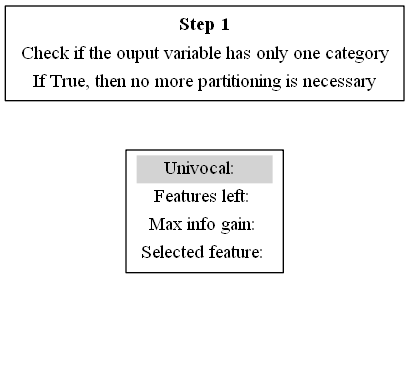 Step 1
Check if the ouput variable has only one category
If True, then no more partitioning is necessary
Univocal:
Features left:
Max info gain:
Selected feature: